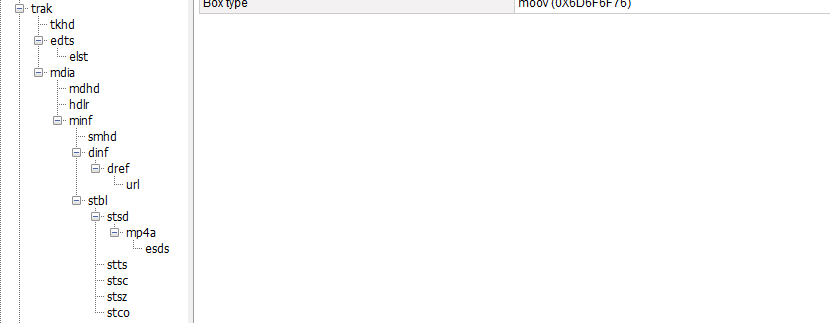 trak
Box type moov (0X6D6F6F76)
tkhd
edts
elst
mdia
mdhd
hdlr
minf
smhd
dinf
dref
url
stbl
stsd
mp4a
esds
stts
stsc
stsz
stco